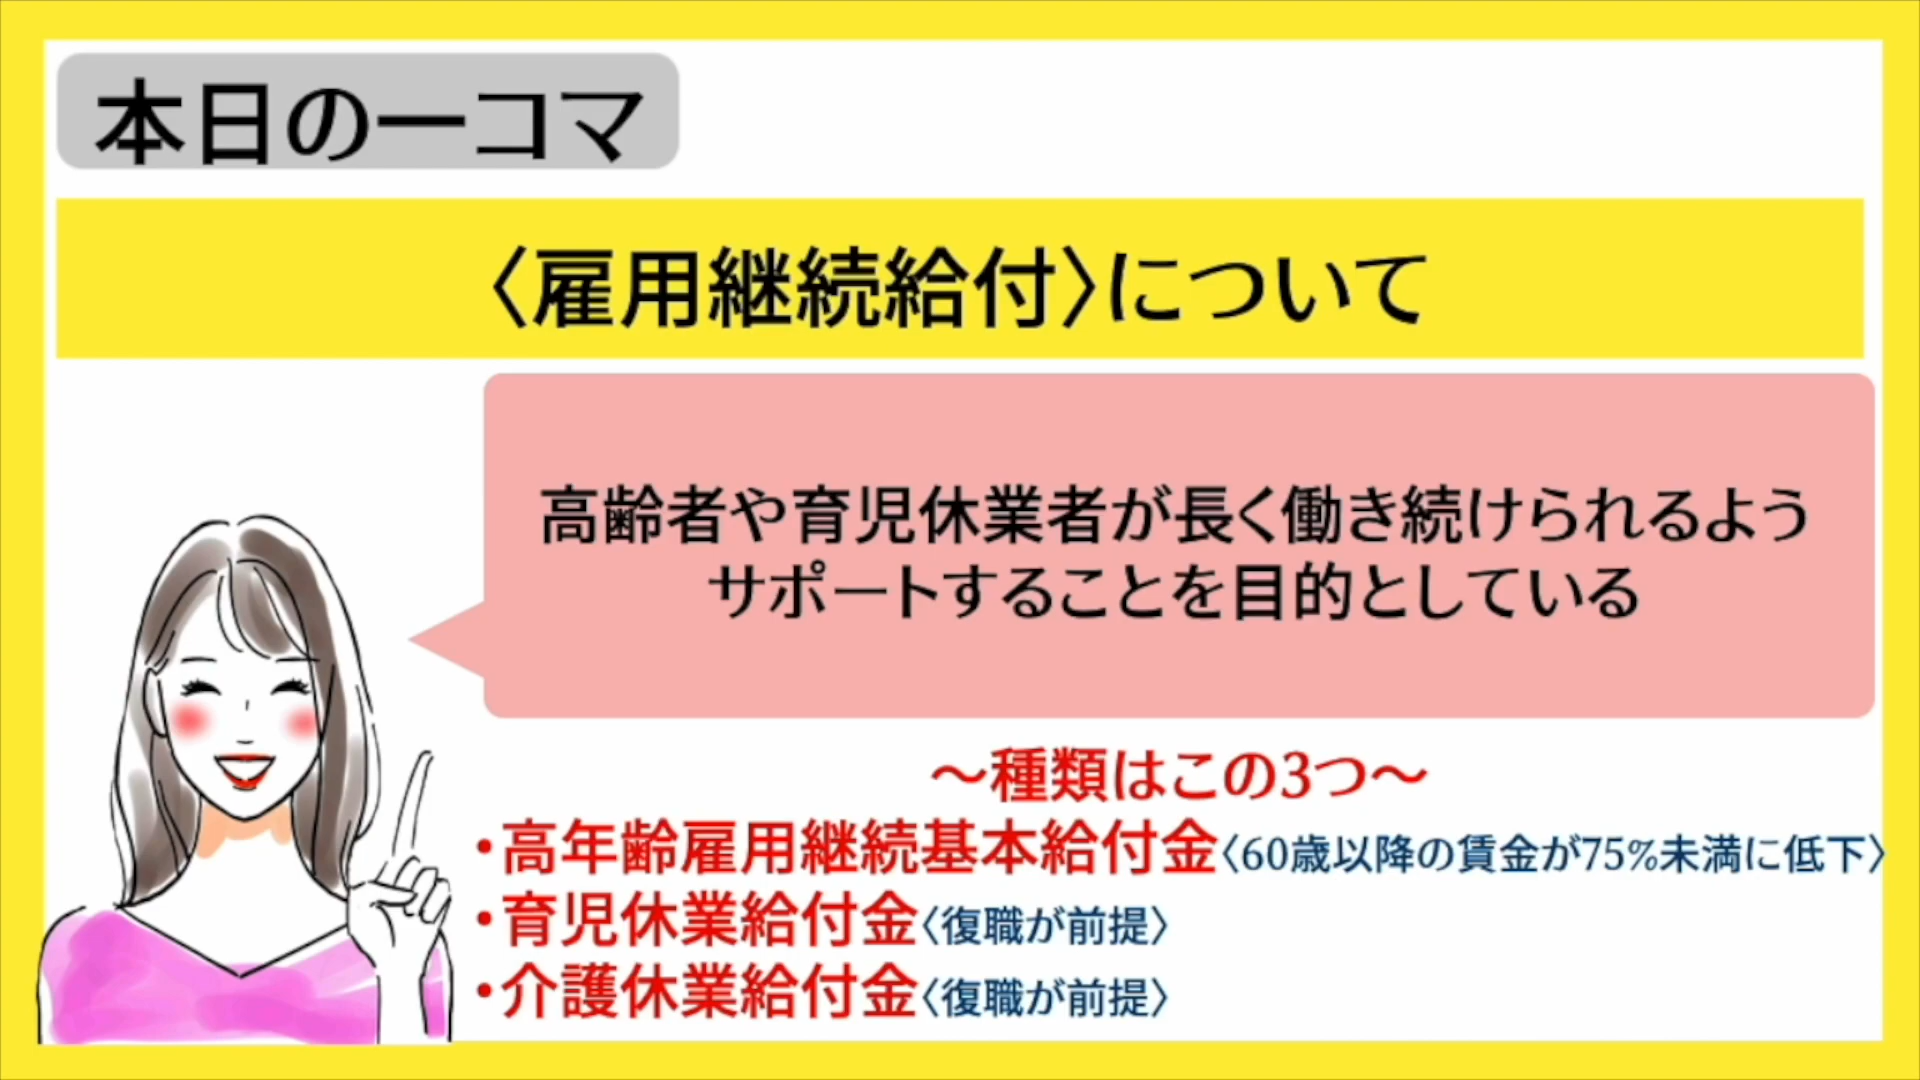 本日の一コマ
〈雇用継続給付〉について
高齢者や育児休業者が長く働き続けられるよう
サポートすることを目的としている
〜種類はこの3つ〜
・高年齢雇用継続基本給付金〈60歳以降の賃金が75%未満に低下〉
・育児休業給付金〈復職が前提〉
・介護休業給付金〈復職が前提〉